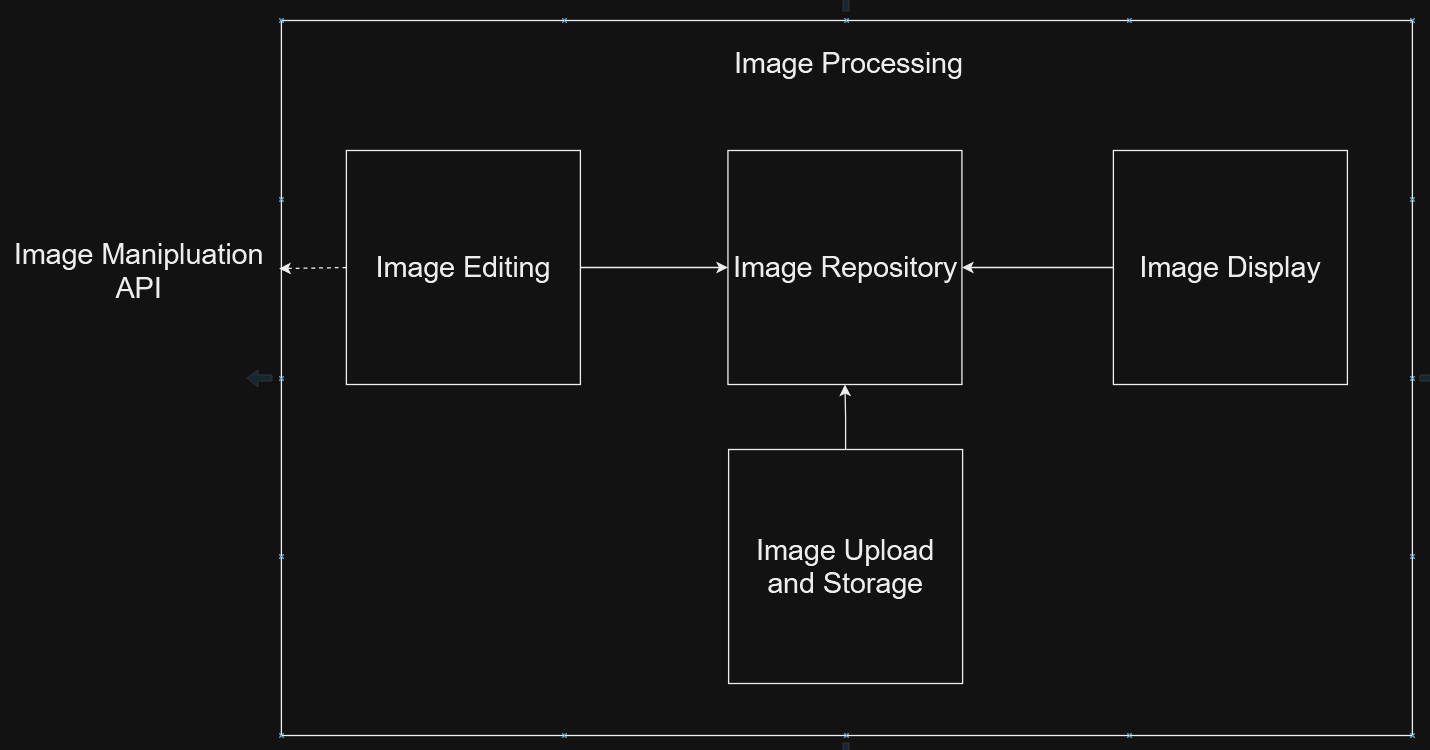 Image Processing
Image Manipluation
API
Image Editing
Image Repository
Image Display
Image Upload
and Storage